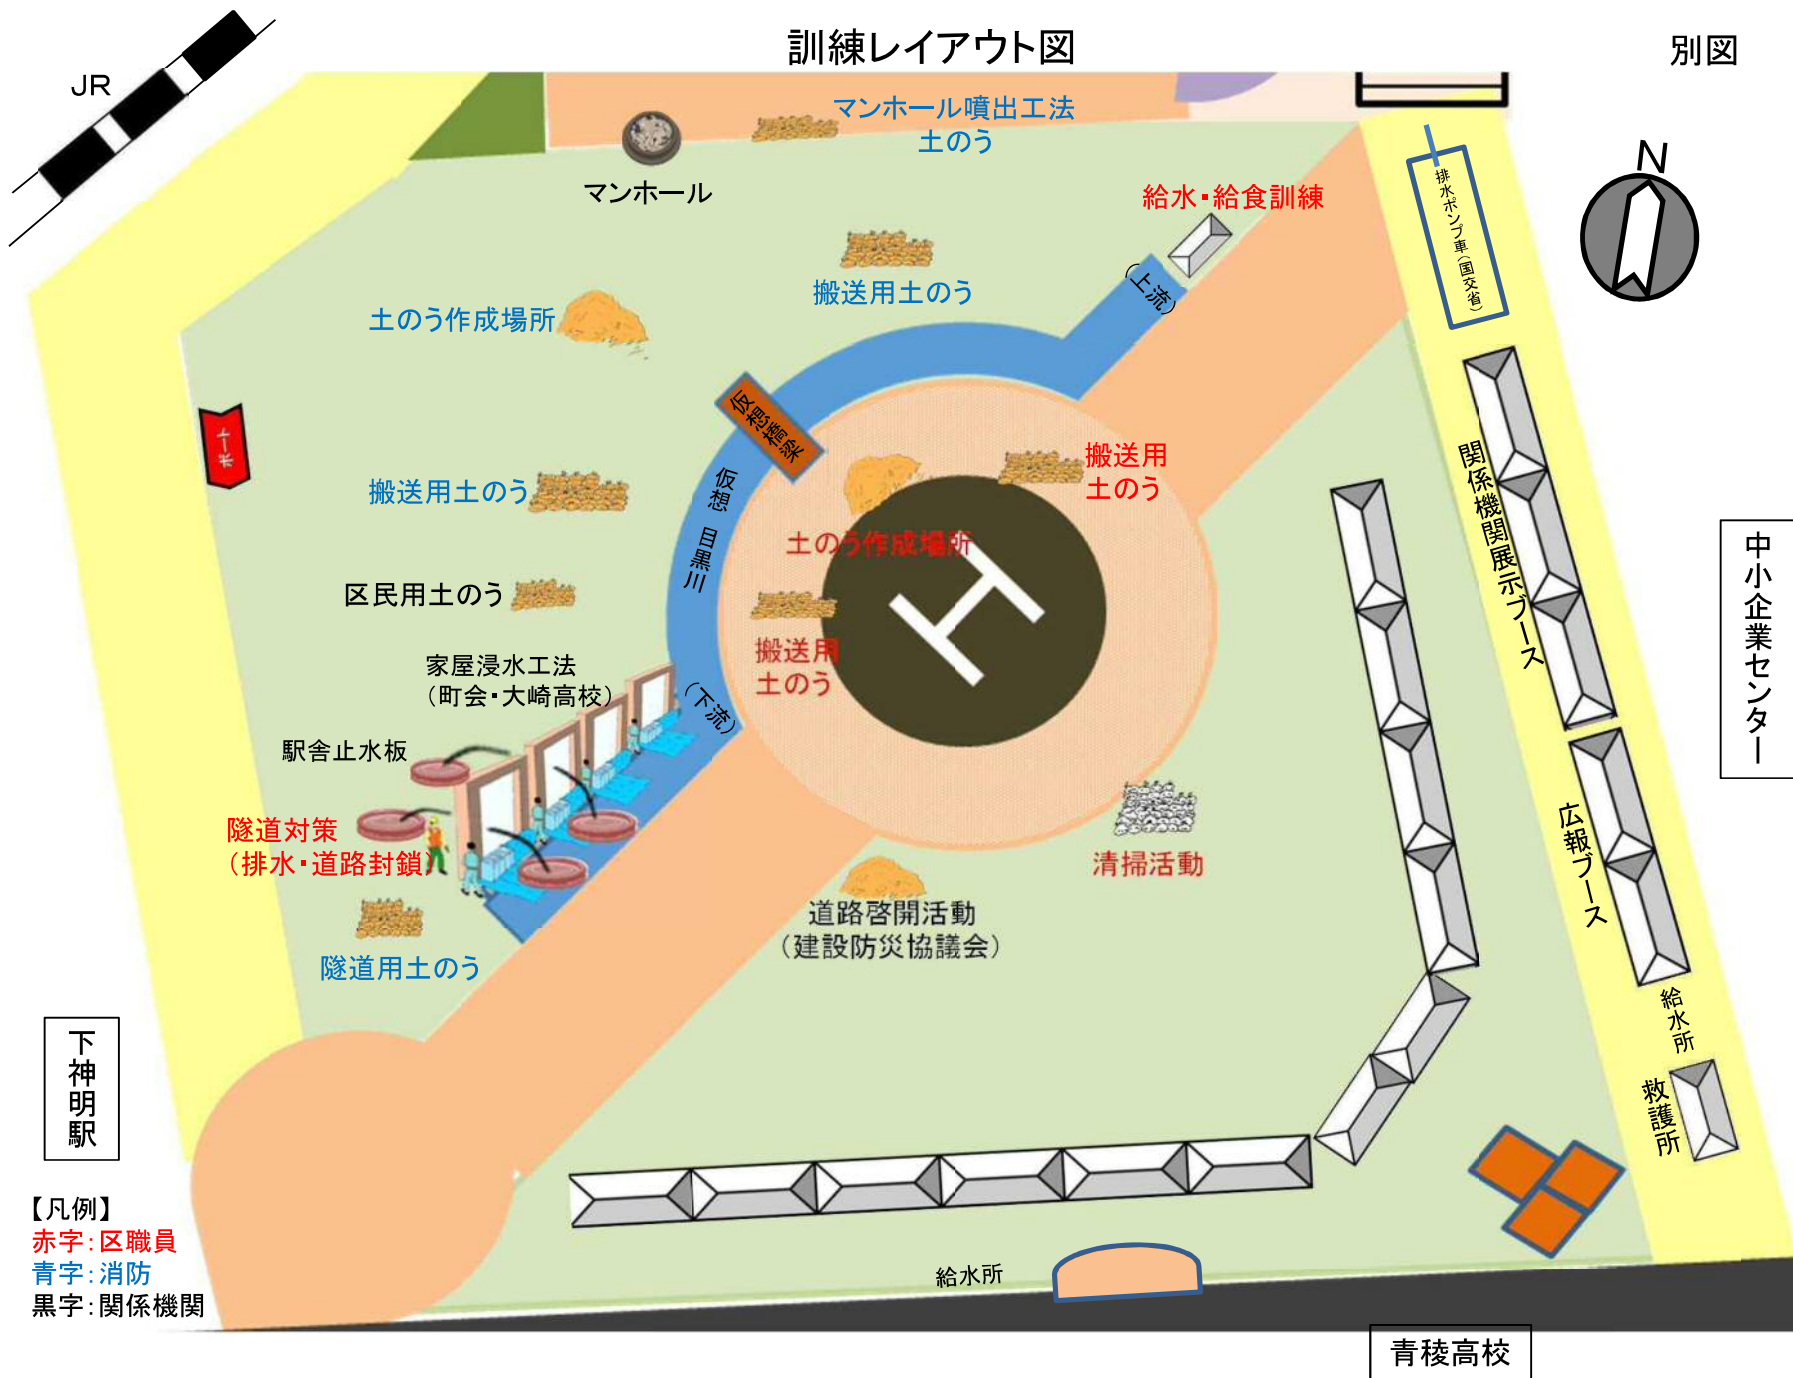 訓練レイアウト図
別図
JR
マンホール噴出工法
土のう
マンホール
給水・給食訓練
排水ポンプ車(国交省)
N
搬送用土のう
(上流)
土のう作成場所
仮想橋梁
ボート
搬送用土のう
仮想 目黒川
搬送用
土のう
土のう作成場所
H
関係機関展示ブース
中小企業センター
区民用土のう
搬送用
土のう
家屋浸水工法
(町会・大崎高校)
(下流)
駅舎止水板
隧道対策
(排水・道路封鎖)
清掃活動
広報ブース
道路啓開活動
(建設防災協議会)
隧道用土のう
給水所
救護所
下神明駅
【凡例】
赤字:区職員
青字:消防
黒字:関係機関
給水所
青稜高校